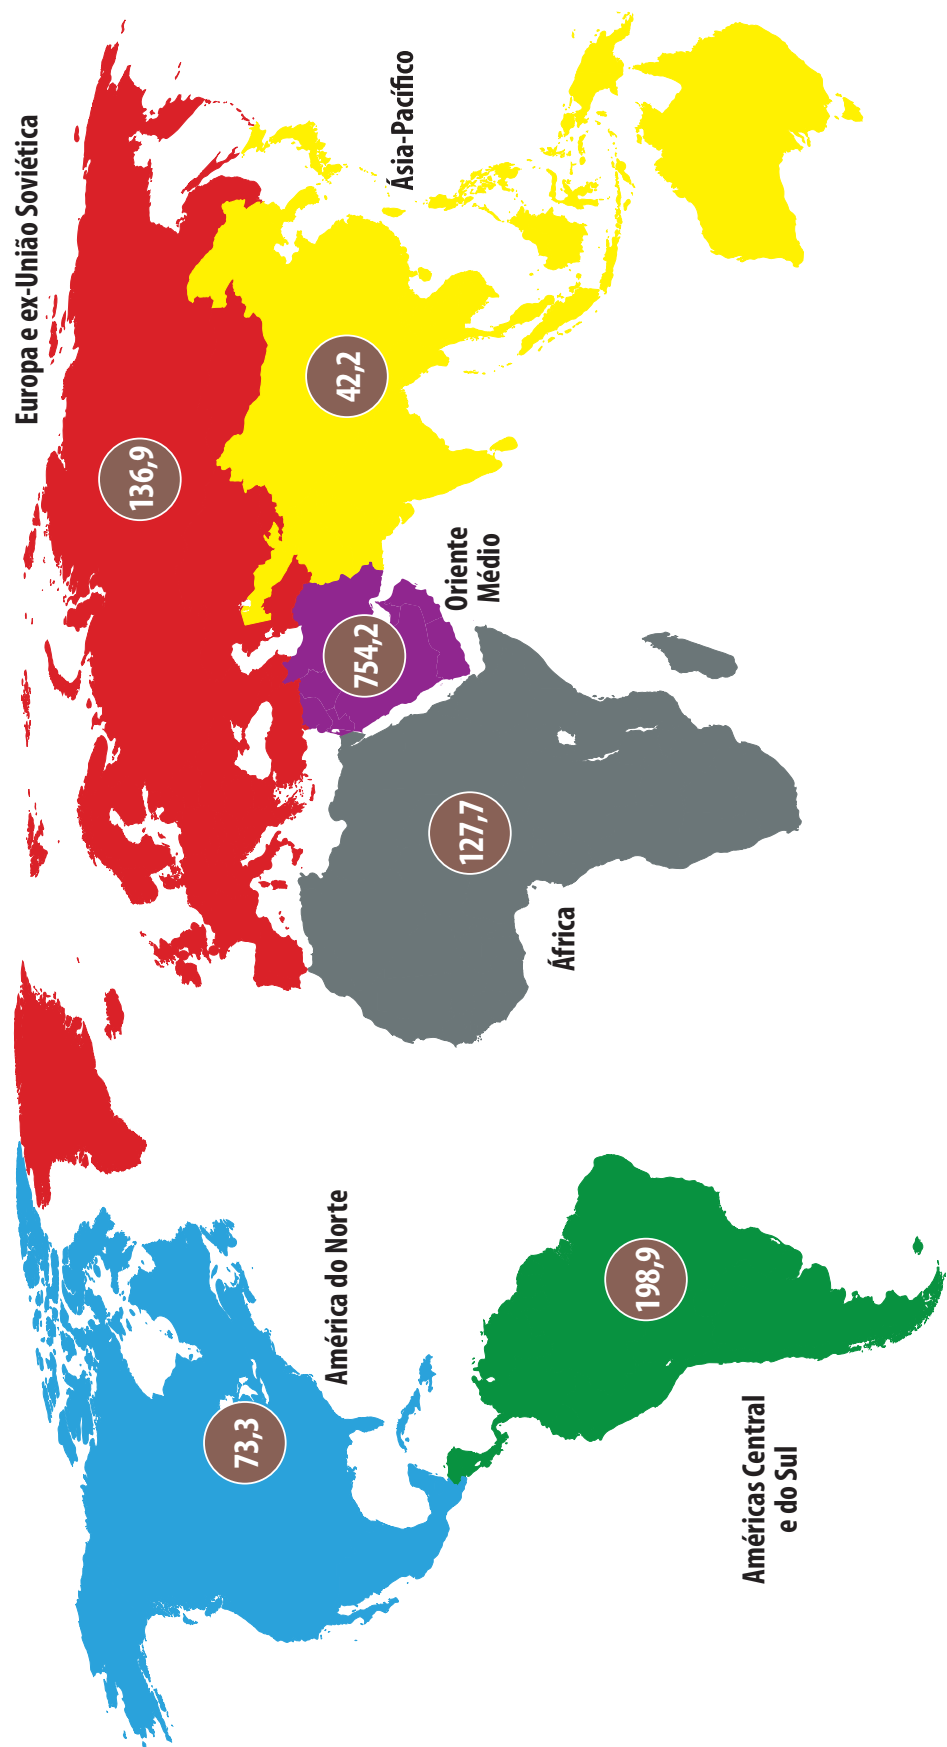 Europa e ex-União Soviética
136,9
Ásia-Pacífico
42,2
Oriente
Médio
754,2
África
127,7
América do Norte
73,3
Américas Central
e do Sul
198,9